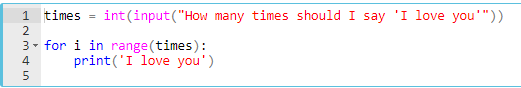 1 times = int(input("How many times should I say 'I love you'"))
2
3 for i in range(times):
4     print('I love you')
5